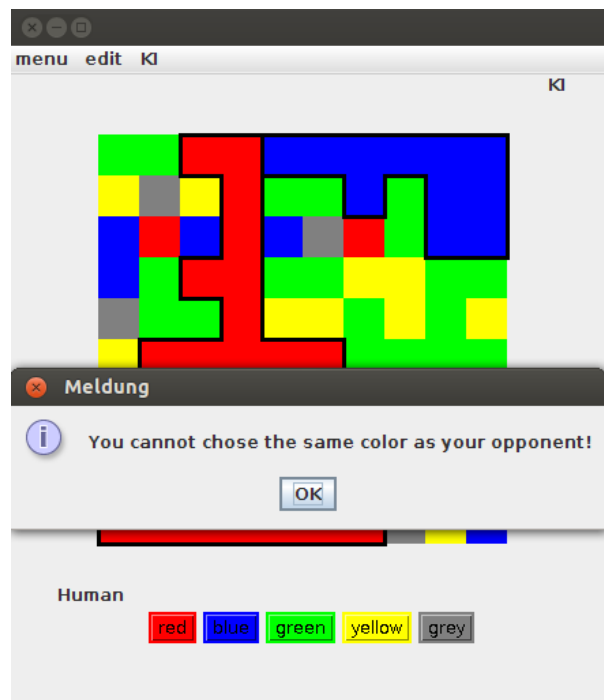 menu edit KI
KI
Meldung
You cannot chose the same color as your opponent!
OK
Human
red blue green yellow grey